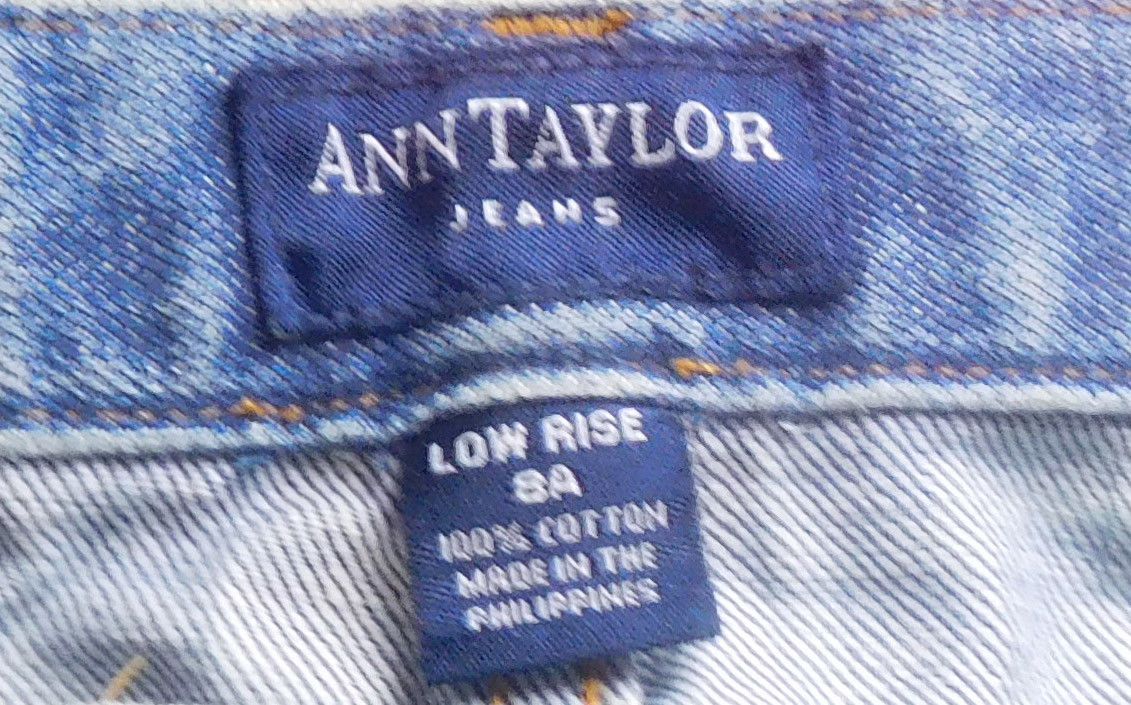 ANNTAYLOR
JEANS
LOW RISE
8A
100% COTTON
MADE IN THE
PHILIPPINES